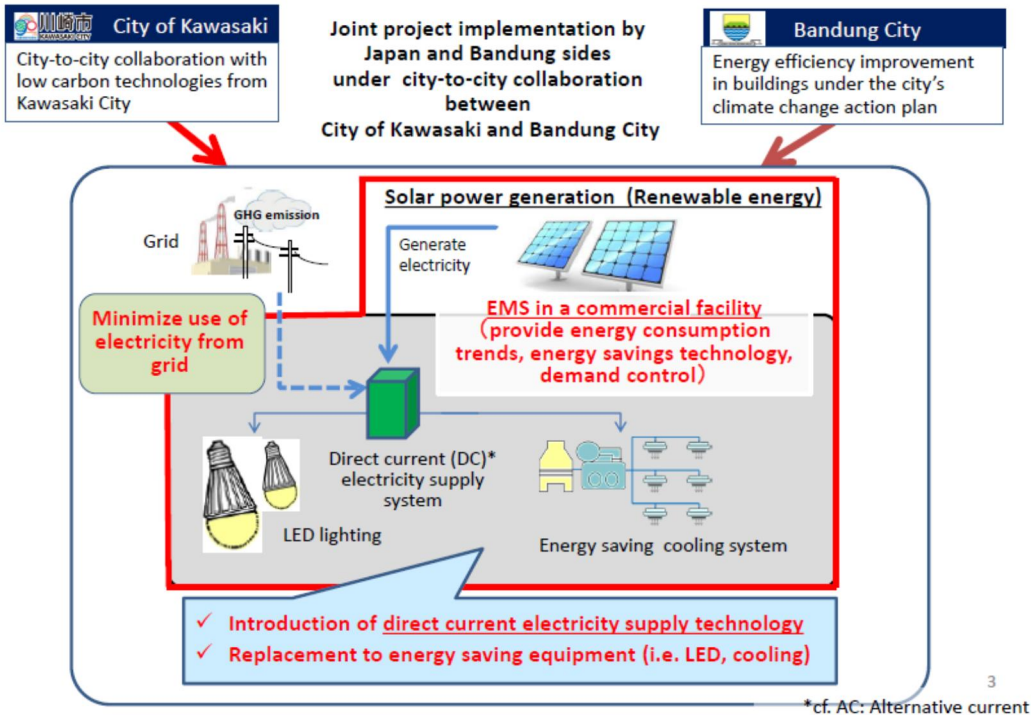 川崎市
KAWASAKI CITY
City of Kawasaki
City-to-city collaboration with
low carbon technologies from
Kawasaki City
Joint project implementation by
Japan and Bandung sides
under city-to-city collaboration
between
City of Kawasaki and Bandung City
Bandung City
Energy efficiency improvement
in buildings under the city's
climate change action plan
GHG emission
Grid
Solar power generation (Renewable energy)
Generate
electricity
Minimize use of
electricity from
grid
EMS in a commercial facility
（provide energy consumption
trends, energy savings technology,
demand control）
Direct current (DC)*
electricity supply
system
LED lighting
Energy saving cooling system
✓ Introduction of direct current electricity supply technology
✓ Replacement to energy saving equipment (i.e. LED, cooling)
3
*cf. AC: Alternative current